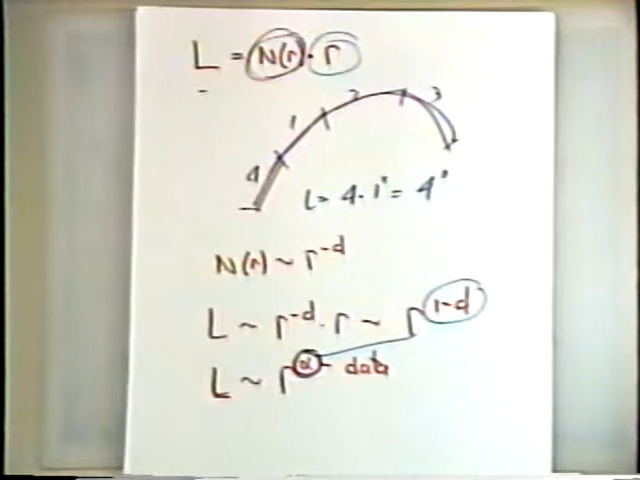 L = N(r) · r
1 2 3
4
L = 4 · 1" = 4"
N(r) ~ r^-d
L ~ r^-d · r ~ r^1-d
L ~ r^α data